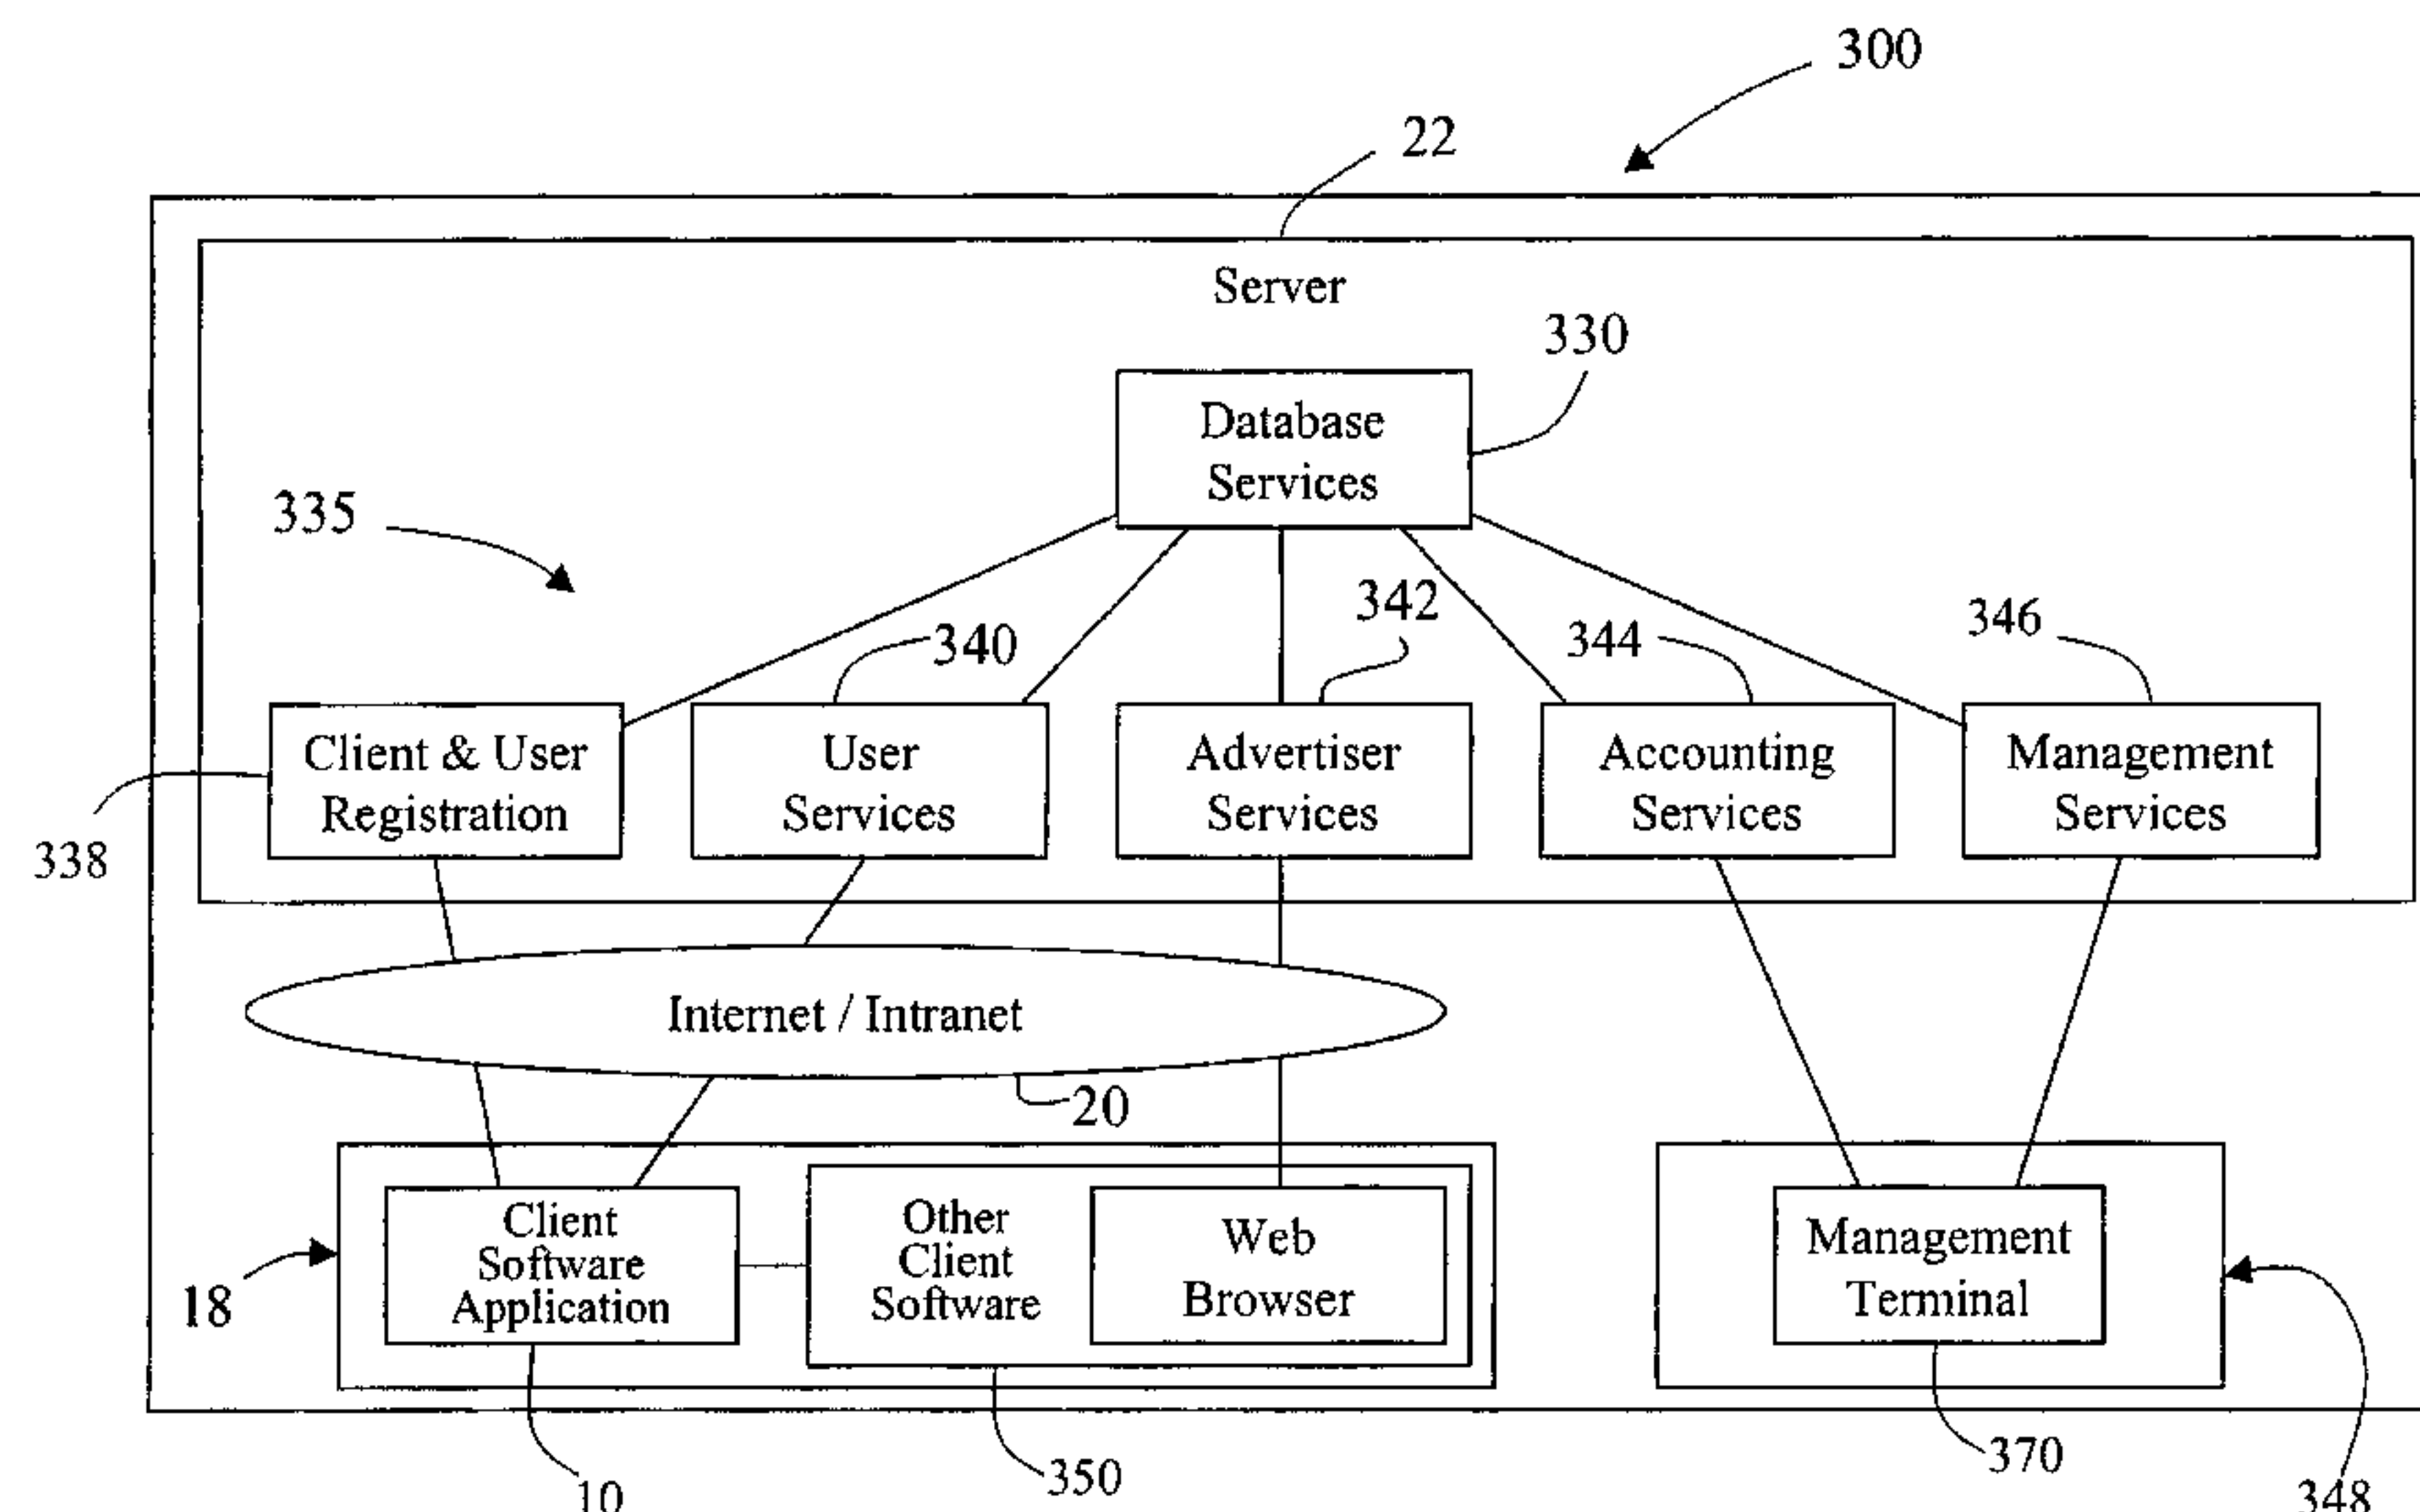 300
22
Server
330
Database
Services
335
342
340
344
346
Client & User
Registration
User
Services
Advertiser
Services
Accounting
Services
Management
Services
338
Internet / Intranet
20
Client
Software
Application
Other
Client
Software
Web
Browser
Management
Terminal
18
370
350
10
348